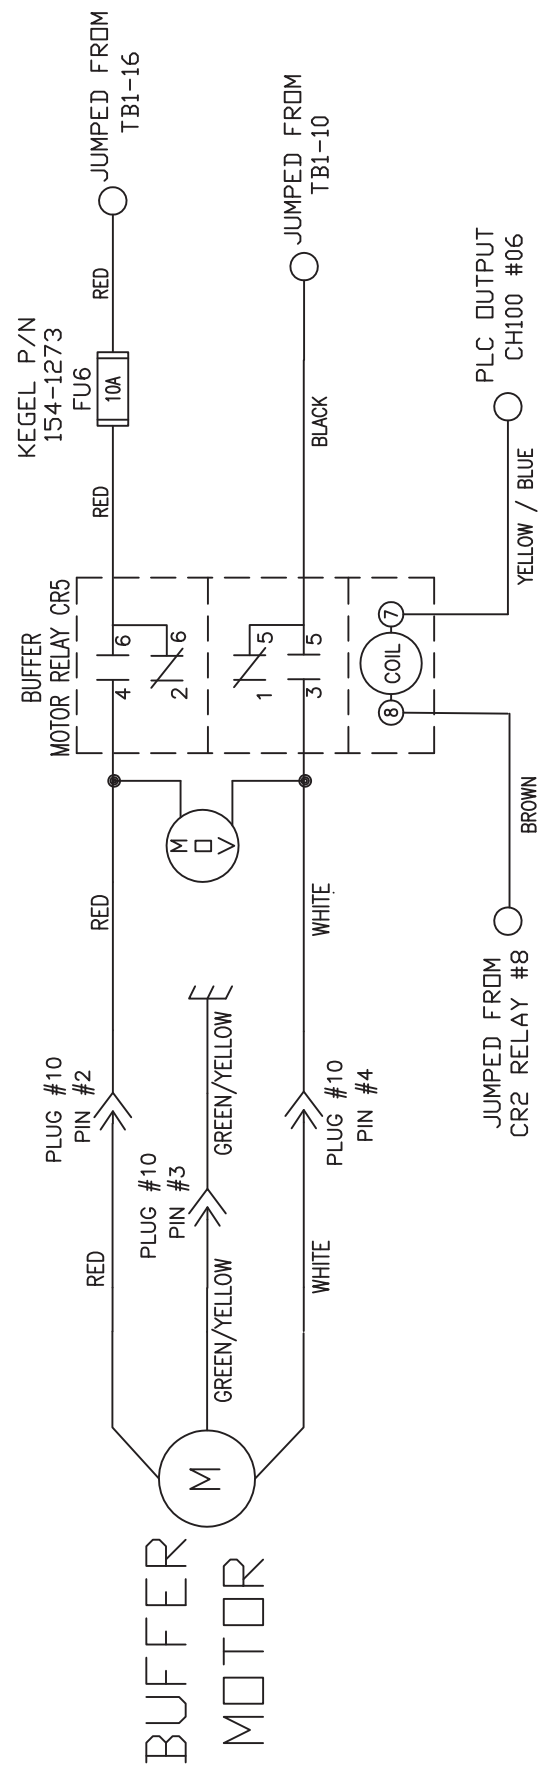 BUFFER
MOTOR
M
RED
GREEN/YELLOW
WHITE
PLUG #10
PIN #2
PLUG #10
PIN #3
PLUG #10
PIN #4
RED
GREEN/YELLOW
WHITE
M
O
V
BUFFER
MOTOR RELAY CR5
4
6
2
6
1
5
3
5
8
COIL
7
JUMPED FROM
CR2 RELAY #8
BROWN
YELLOW / BLUE
PLC OUTPUT
CH100 #06
RED
KEGEL P/N
154-1273
FU6
10A
RED
JUMPED FROM
TB1-16
BLACK
JUMPED FROM
TB1-10